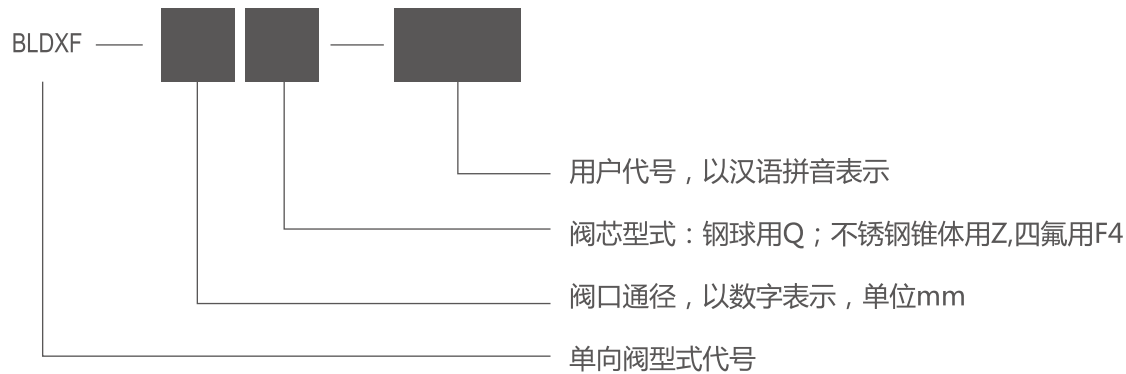 BLDXF
用户代号，以汉语拼音表示
阀芯型式：钢球用Q；不锈钢锥体用Z,四氟用F4
阀口通径，以数字表示，单位mm
单向阀型式代号